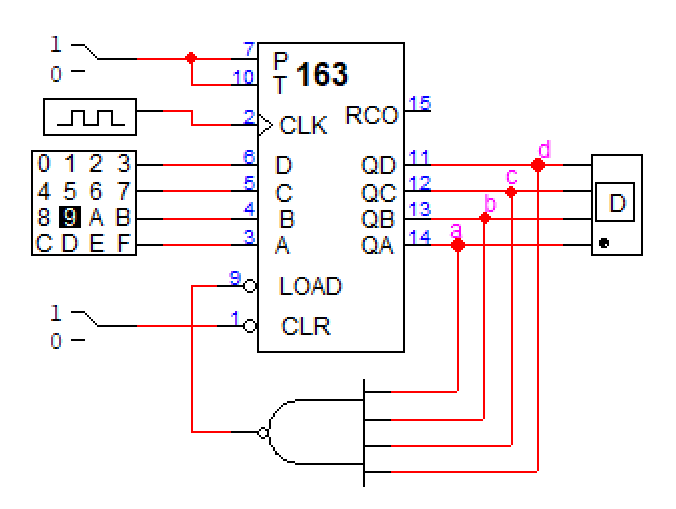 1
0
7
P
163
10
T
RCO
15
2
CLK
0 1 2 3
4 5 6 7
8 9 A B
C D E F
6
D
QD
11
d
5
C
QC
12
c
4
B
QB
13
b
3
A
QA
14
a
D
9
LOAD
1
0
1
CLR